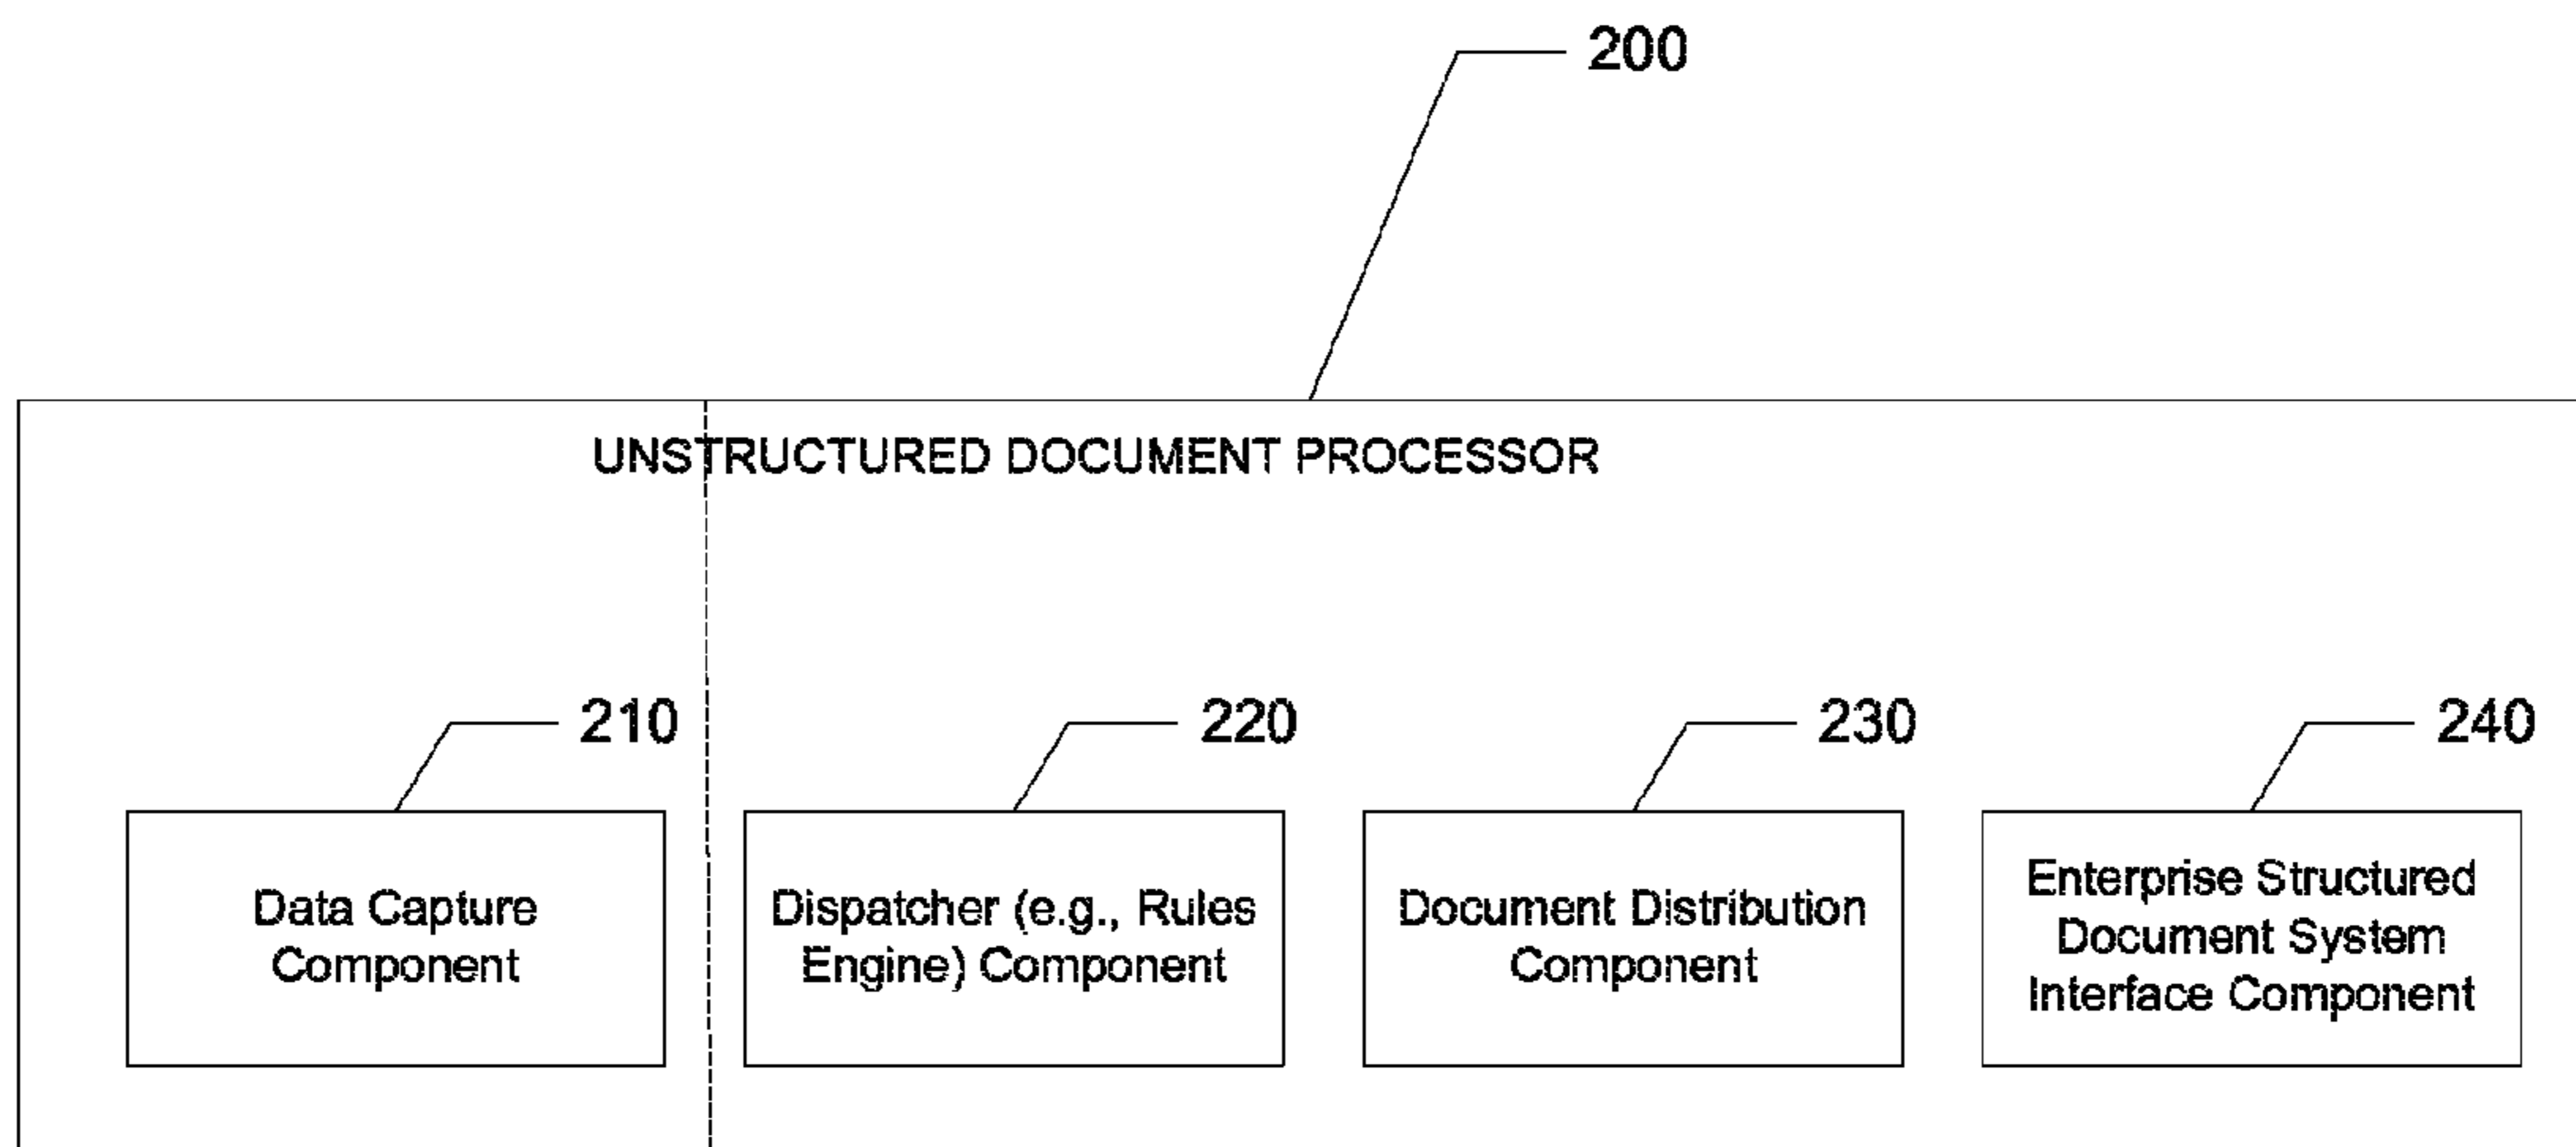 200
UNSTRUCTURED DOCUMENT PROCESSOR
210
220
230
240
Data Capture
Component
Dispatcher (e.g., Rules
Engine) Component
Document Distribution
Component
Enterprise Structured
Document System
Interface Component